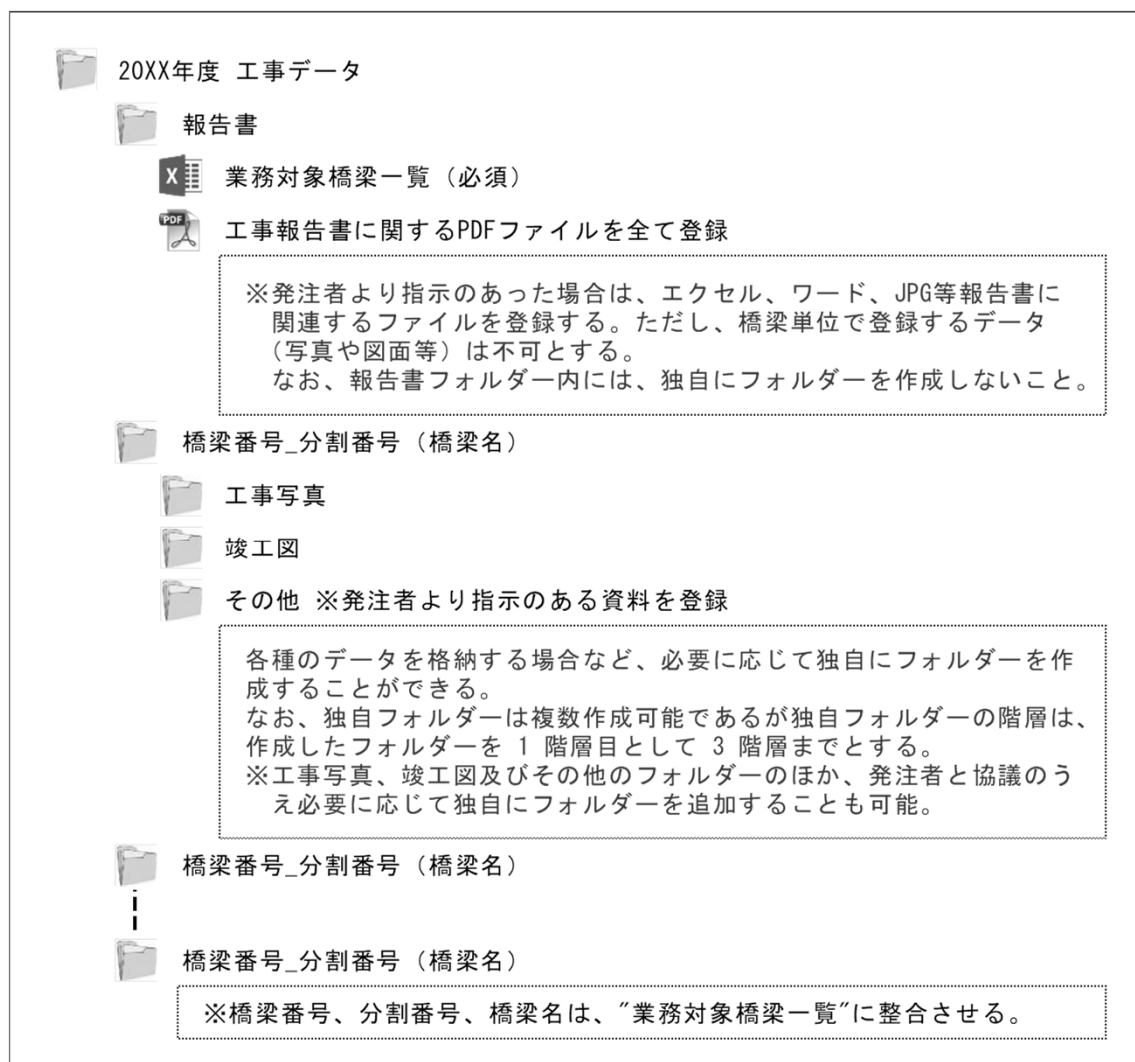 20XX年度 工事データ
報告書
X
業務対象橋梁一覧（必須）
PDF
工事報告書に関するPDFファイルを全て登録
※発注者より指示のあった場合は、エクセル、ワード、JPG等報告書に
関連するファイルを登録する。ただし、橋梁単位で登録するデータ
（写真や図面等）は不可とする。
なお、報告書フォルダー内には、独自にフォルダーを作成しないこと。
橋梁番号_分割番号（橋梁名）
工事写真
竣工図
その他 ※発注者より指示のある資料を登録
各種のデータを格納する場合など、必要に応じて独自にフォルダーを作
成することができる。
なお、独自フォルダーは複数作成可能であるが独自フォルダーの階層は、
作成したフォルダーを 1 階層目として 3 階層までとする。
※工事写真、竣工図及びその他のフォルダーのほか、発注者と協議のう
え必要に応じて独自にフォルダーを追加することも可能。
橋梁番号_分割番号（橋梁名）
橋梁番号_分割番号（橋梁名）
※橋梁番号、分割番号、橋梁名は、″業務対象橋梁一覧″に整合させる。